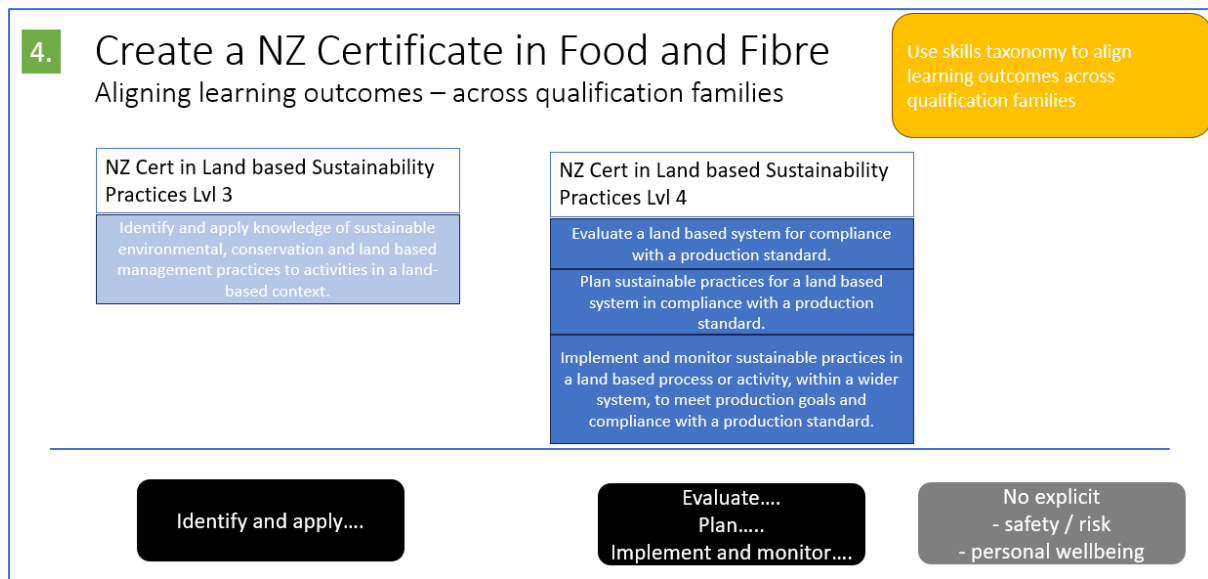 4.
Create a NZ Certificate in Food and Fibre
Aligning learning outcomes – across qualification families
Use skills taxonomy to align
learning outcomes across
qualification families
NZ Cert in Land based Sustainability
Practices Lvl 3
Identify and apply knowledge of sustainable
environmental, conservation and land based
management practices to activities in a land-
based context.
NZ Cert in Land based Sustainability
Practices Lvl 4
Evaluate a land based system for compliance
with a production standard.
Plan sustainable practices for a land based
system in compliance with a production
standard.
Implement and monitor sustainable practices in
a land based process or activity, within a wider
system, to meet production goals and
compliance with a production standard.
Identify and apply....
Evaluate....
Plan.....
Implement and monitor....
No explicit
- safety / risk
- personal wellbeing